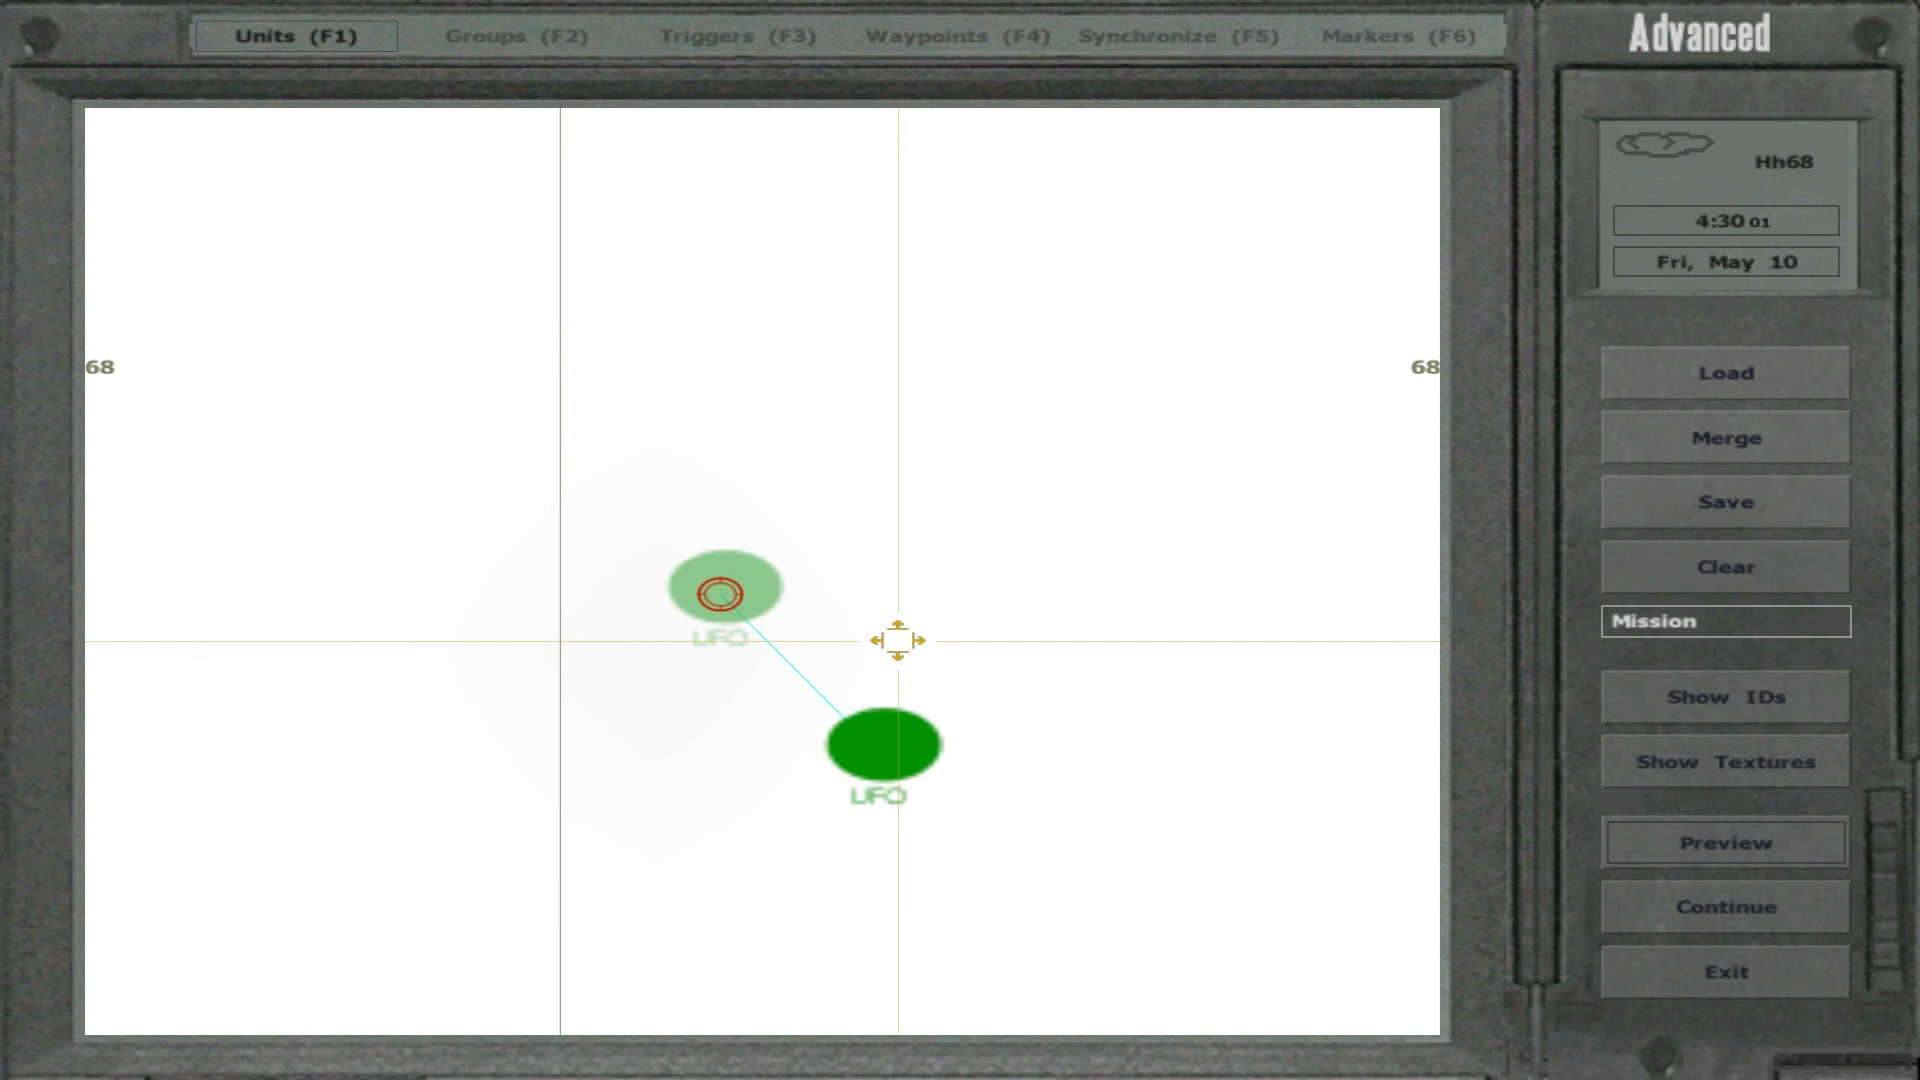 Units (F1) Groups (F2) Triggers (F3) Waypoints (F4) Synchronize (F5) Markers (F6)
Advanced
Hh68
4:30 01
Fri, May 10
68 68
UFO
UFO
Load
Merge
Save
Clear
Mission
Show IDs
Show Textures
Preview
Continue
Exit